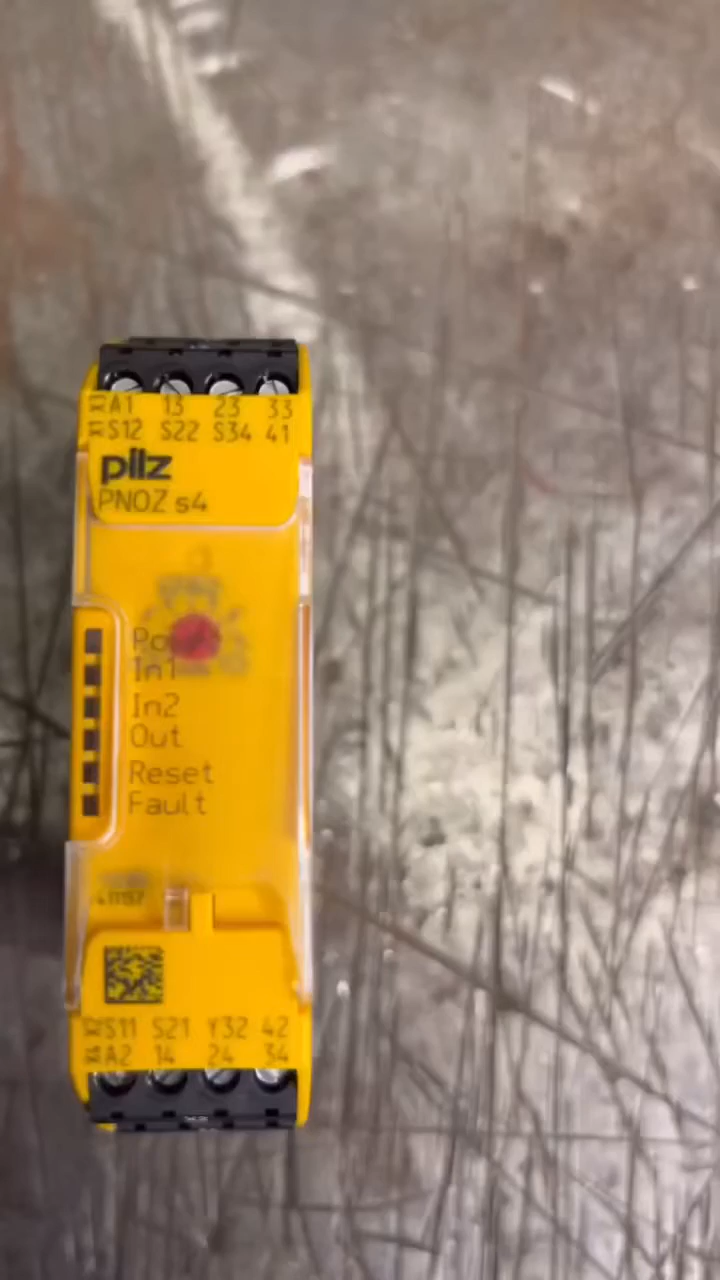 A1 13 23 33
S12 S22 S34 41
pilz
PNOZ s4
In1
In2
Out
Reset
Fault
S11 S21 Y32 42
A2 14 24 34